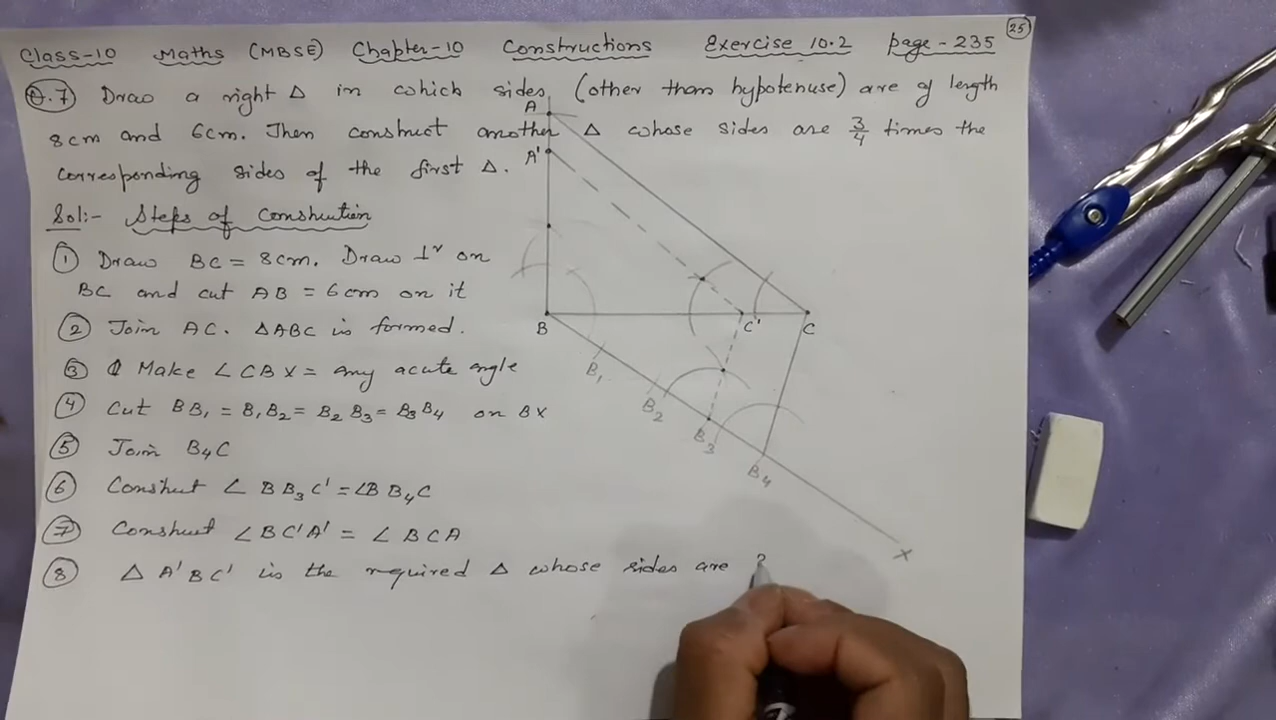 25
Class-10 Maths (MBSE) Chapter-10 Constructions Exercise 10.2 page-235
Q.7 Draw a right △ in which sides (other than hypotenuse) are of length
8cm and 6cm. Then construct another △ whose sides are 3/4 times the
corresponding sides of the first △.
Sol:- Steps of Construction
① Draw BC = 8cm. Draw ⊥r on
BC and cut AB = 6cm on it
② Join AC. △ABC is formed.
③ Make ∠CBX = any acute angle
④ Cut BB1 = B1B2 = B2B3 = B3B4 on BX
⑤ Join B4C
⑥ Construct ∠BB3C' = ∠BB4C
⑦ Construct ∠BC'A' = ∠BCA
⑧ △A'BC' is the required △ whose sides are
A
A'
B
C'
C
B1
B2
B3
B4
X